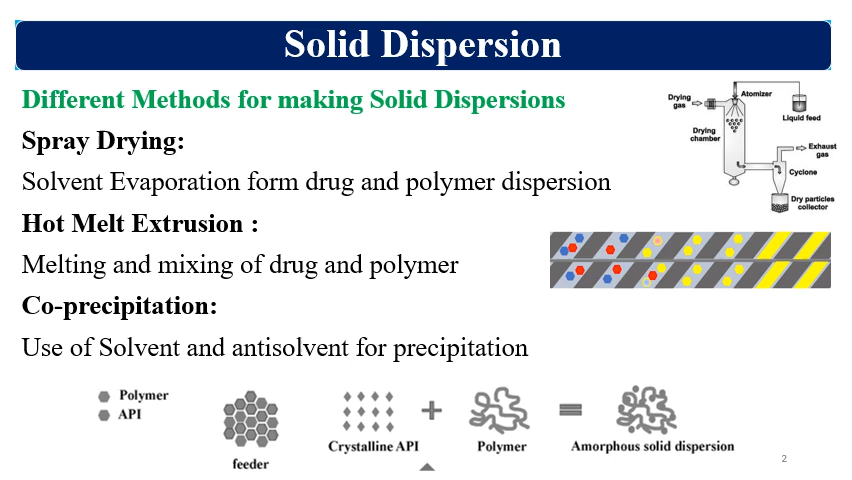 Solid Dispersion
Different Methods for making Solid Dispersions
Spray Drying:
Solvent Evaporation form drug and polymer dispersion
Hot Melt Extrusion :
Melting and mixing of drug and polymer
Co-precipitation:
Use of Solvent and antisolvent for precipitation
Drying
gas
Atomizer
Liquid feed
Drying
chamber
Exhaust
gas
Cyclone
Dry particles
collector
Polymer
API
feeder
Crystalline API
+
Polymer
=
Amorphous solid dispersion
2